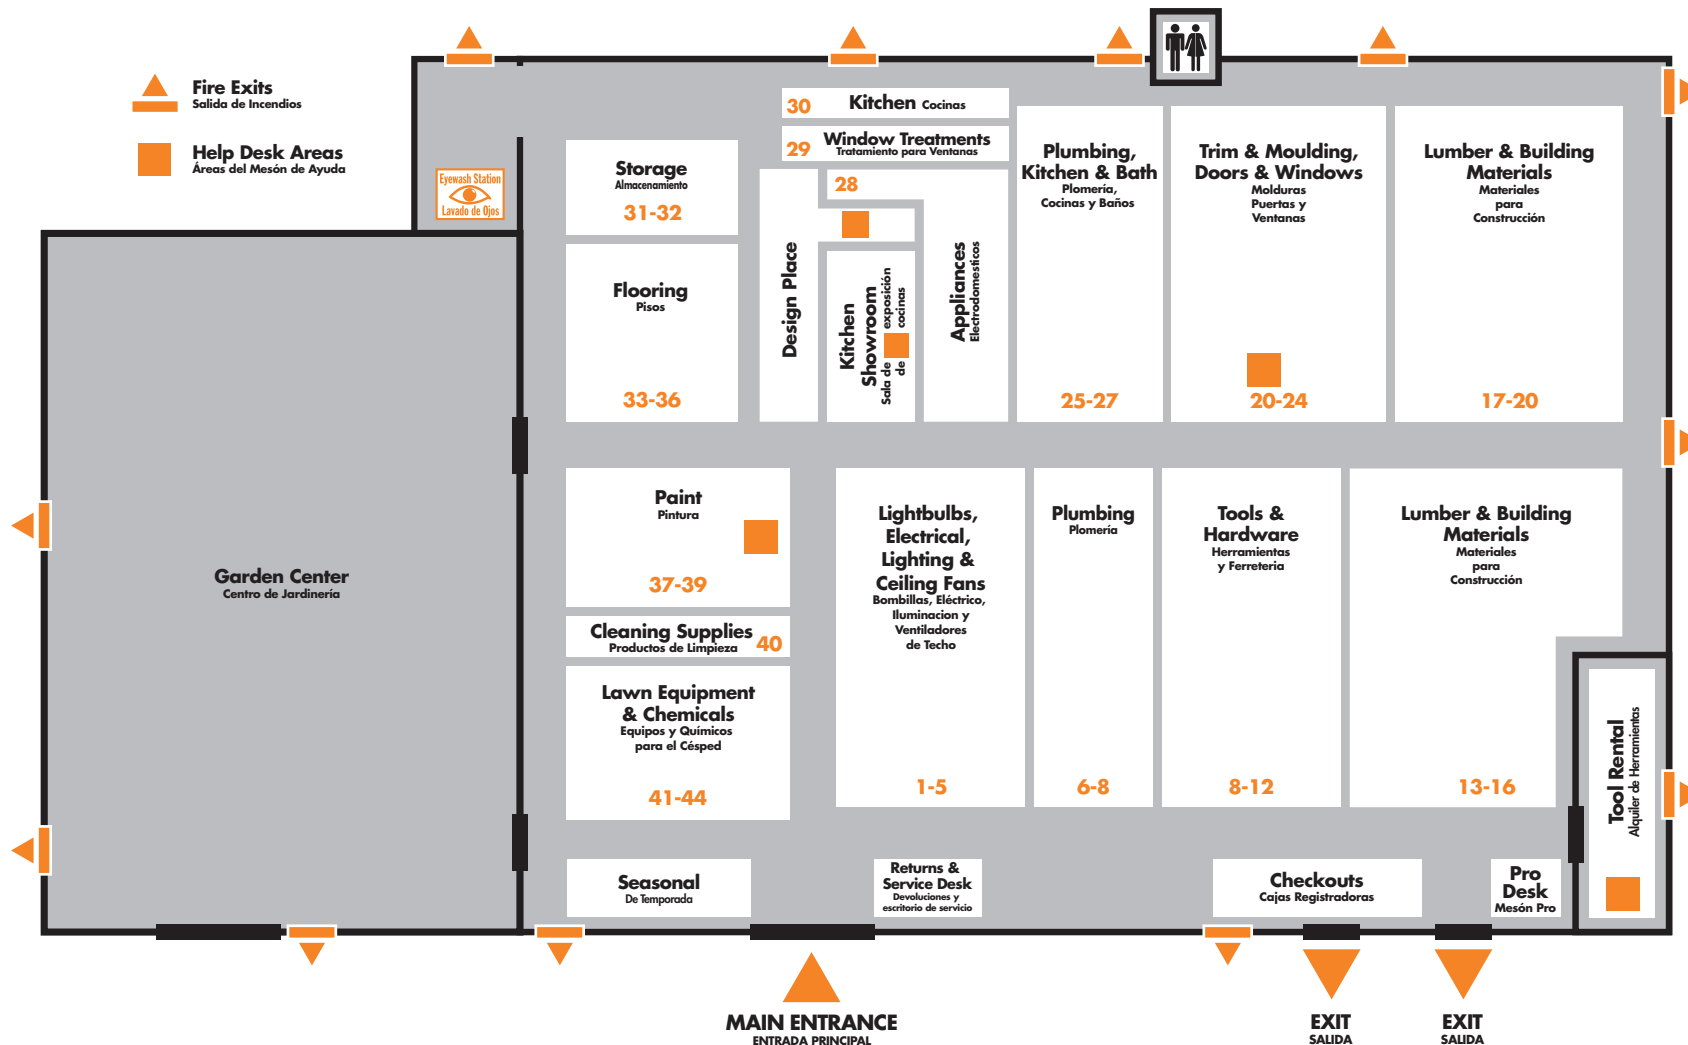 Fire Exits
Salida de Incendios
Help Desk Areas
Áreas del Mesón de Ayuda
Eyewash Station
Lavado de Ojos
30 Kitchen Cocinas
29 Window Treatments
Tratamiento para Ventanas
28
Storage
Almacenamiento
31-32
Flooring
Pisos
33-36
Design Place
Kitchen
Showroom
Sala de exposición
de cocinas
Appliances
Electrodomesticos
Plumbing,
Kitchen & Bath
Plomería,
Cocinas y Baños
25-27
Trim & Moulding,
Doors & Windows
Molduras
Puertas y
Ventanas
20-24
Lumber & Building
Materials
Materiales
para
Construcción
17-20
Garden Center
Centro de Jardinería
Paint
Pintura
37-39
Cleaning Supplies
Productos de Limpieza 40
Lawn Equipment
& Chemicals
Equipos y Químicos
para el Césped
41-44
Lightbulbs,
Electrical,
Lighting &
Ceiling Fans
Bombillas, Eléctrico,
Iluminacion y
Ventiladores
de Techo
1-5
Plumbing
Plomería
6-8
Tools &
Hardware
Herramientas
y Ferreteria
8-12
Lumber & Building
Materials
Materiales
para
Construcción
13-16
Tool Rental
Alquiler de Herramientas
Seasonal
De Temporada
Returns &
Service Desk
Devoluciones y
escritorio de servicio
Checkouts
Cajas Registradoras
Pro
Desk
Mesón Pro
MAIN ENTRANCE
ENTRADA PRINCIPAL
EXIT
SALIDA
EXIT
SALIDA